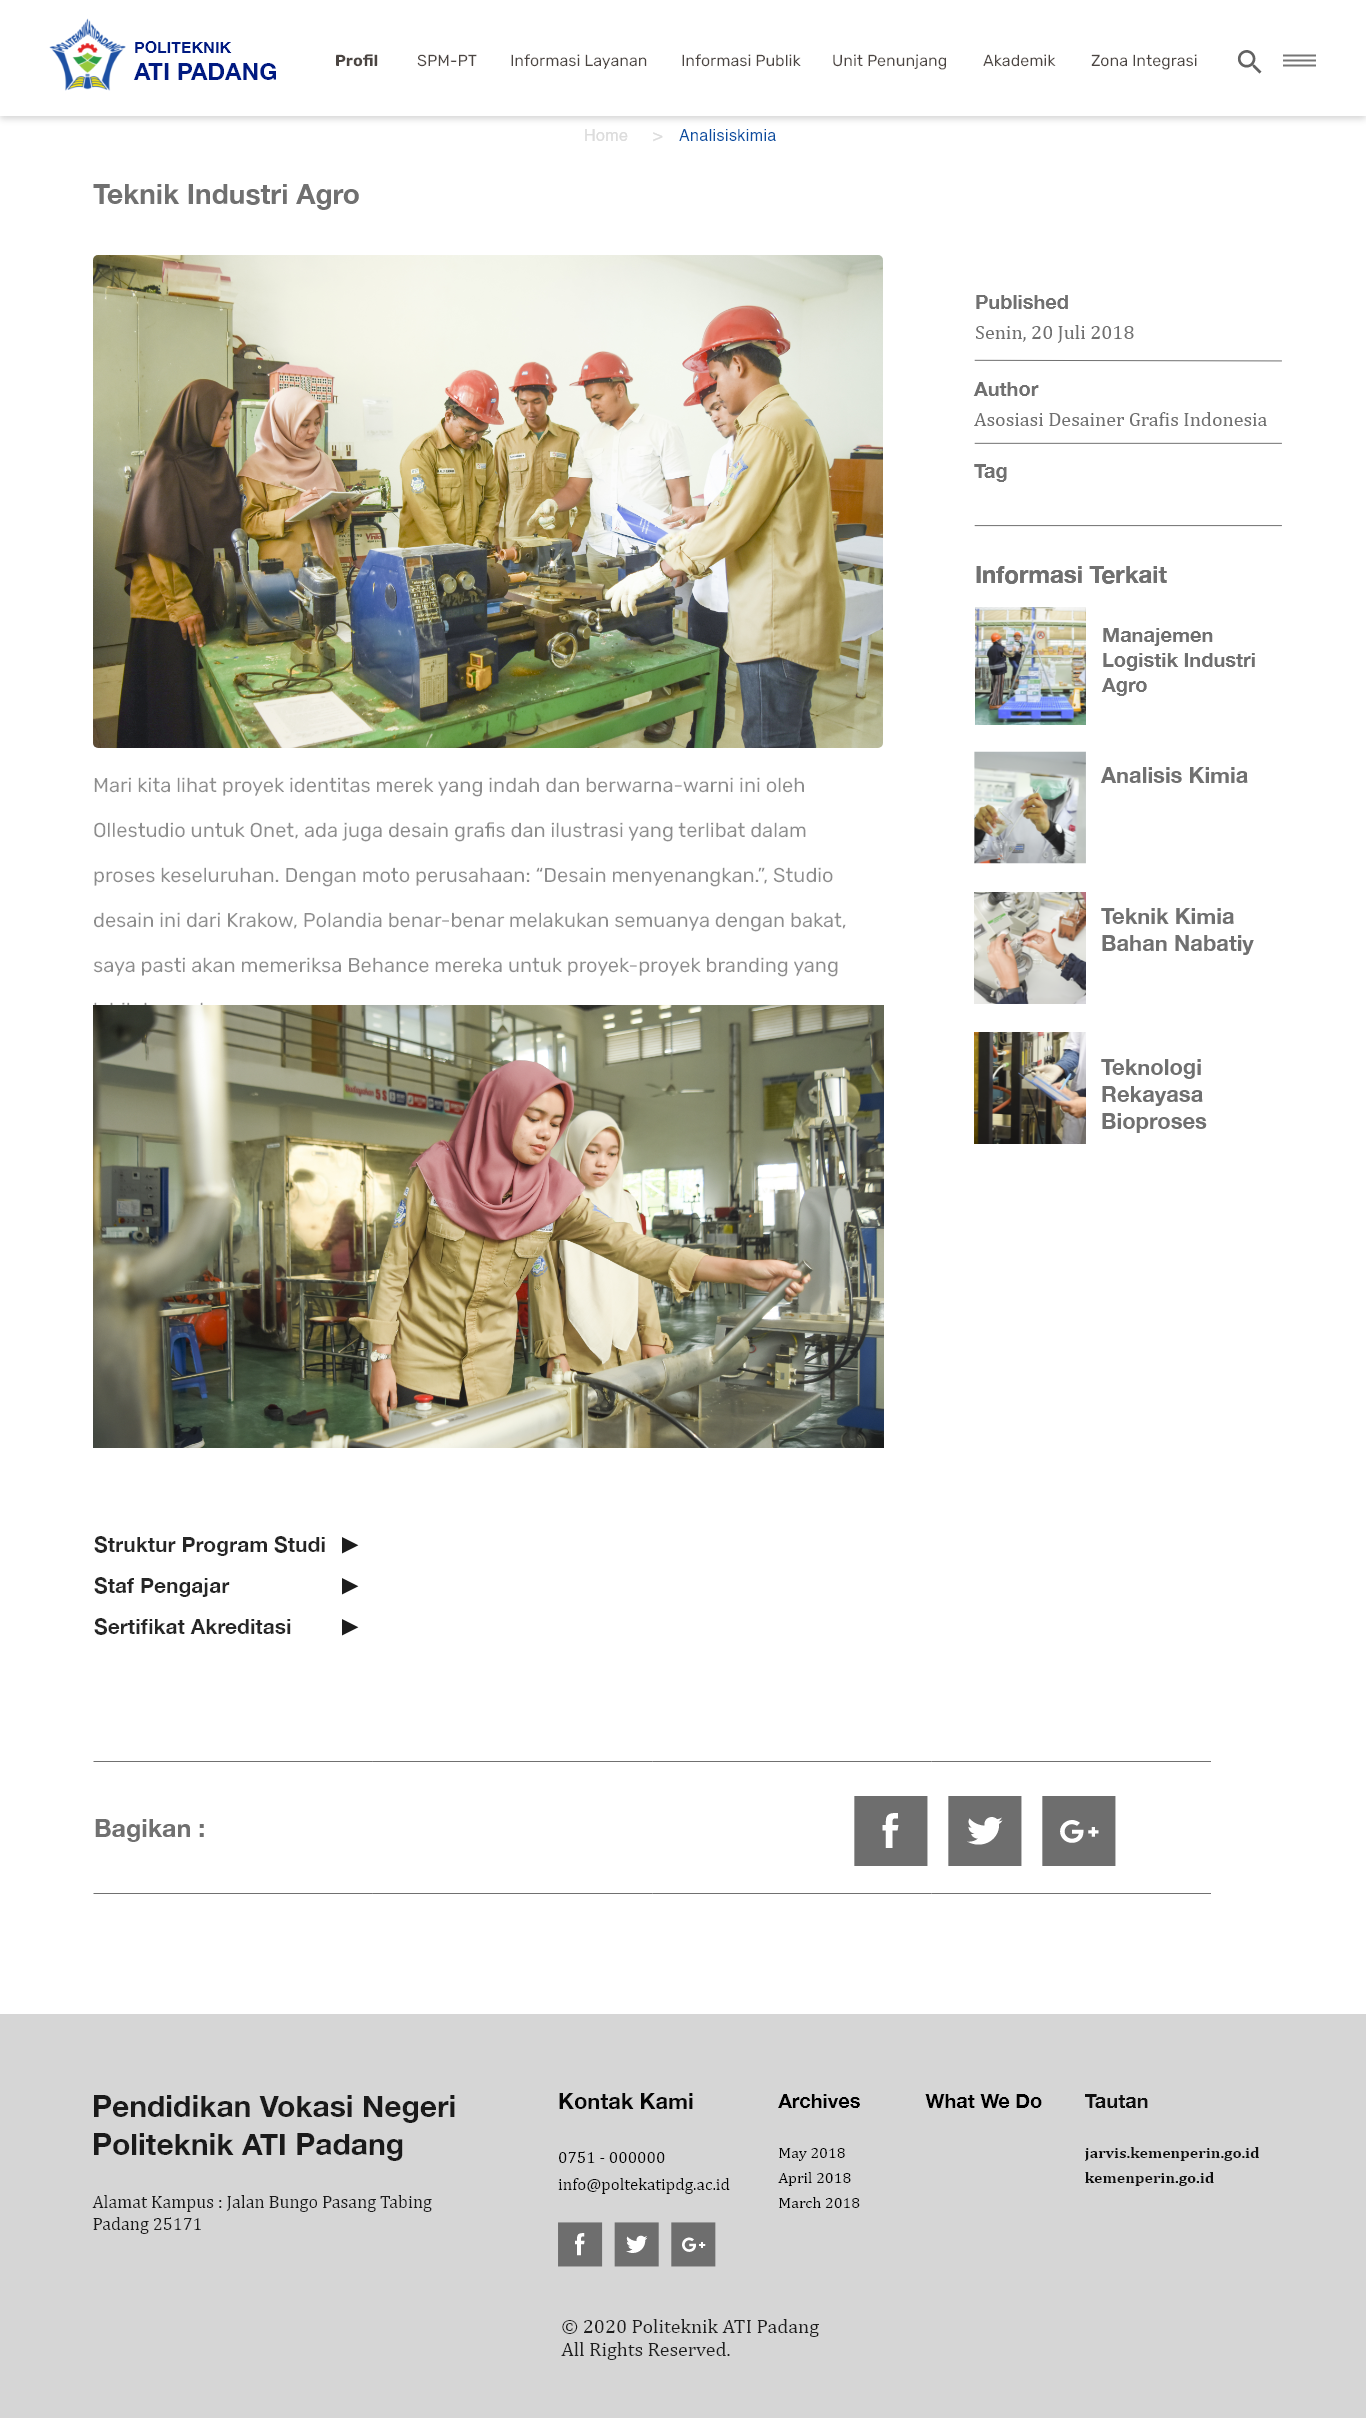 POLITEKNIK
ATI PADANG
Profil SPM-PT Informasi Layanan Informasi Publik Unit Penunjang Akademik Zona Integrasi
Home > Analisiskimia
Teknik Industri Agro
Published
Senin, 20 Juli 2018
Author
Asosiasi Desainer Grafis Indonesia
Tag
Informasi Terkait
Manajemen
Logistik Industri
Agro
Analisis Kimia
Teknik Kimia
Bahan Nabatiy
Teknologi
Rekayasa
Bioproses
Mari kita lihat proyek identitas merek yang indah dan berwarna-warni ini oleh
Ollestudio untuk Onet, ada juga desain grafis dan ilustrasi yang terlibat dalam
proses keseluruhan. Dengan moto perusahaan: “Desain menyenangkan.”, Studio
desain ini dari Krakow, Polandia benar-benar melakukan semuanya dengan bakat,
saya pasti akan memeriksa Behance mereka untuk proyek-proyek branding yang
Struktur Program Studi ▶
Staf Pengajar ▶
Sertifikat Akreditasi ▶
Bagikan :
f G+
Pendidikan Vokasi Negeri
Politeknik ATI Padang
Alamat Kampus : Jalan Bungo Pasang Tabing
Padang 25171
Kontak Kami
0751 - 000000
info@poltekatipdg.ac.id
f G+
Archives
May 2018
April 2018
March 2018
What We Do
Tautan
jarvis.kemenperin.go.id
kemenperin.go.id
© 2020 Politeknik ATI Padang
All Rights Reserved.